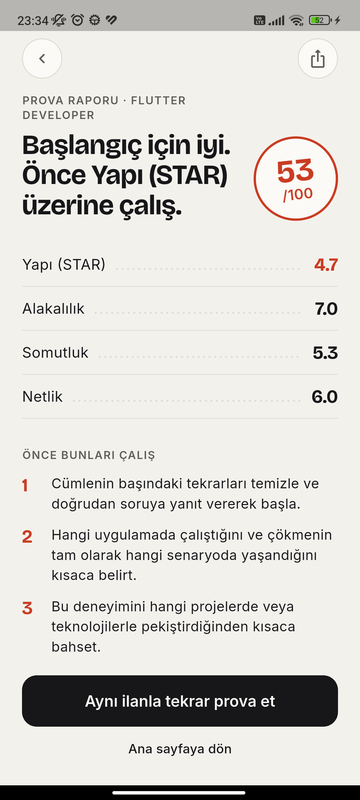 23:34
52
PROVA RAPORU · FLUTTER
DEVELOPER
Başlangıç için iyi.
Önce Yapı (STAR)
üzerine çalış.
53
/100
Yapı (STAR) 4.7
Alakalılık 7.0
Somutluk 5.3
Netlik 6.0
ÖNCE BUNLARI ÇALIŞ
1 Cümlenin başındaki tekrarları temizle ve
doğrudan soruya yanıt vererek başla.
2 Hangi uygulamada çalıştığını ve çökmenin
tam olarak hangi senaryoda yaşandığını
kısaca belirt.
3 Bu deneyimini hangi projelerde veya
teknolojilerle pekiştirdiğinden kısaca
bahset.
Aynı ilanla tekrar prova et
Ana sayfaya dön